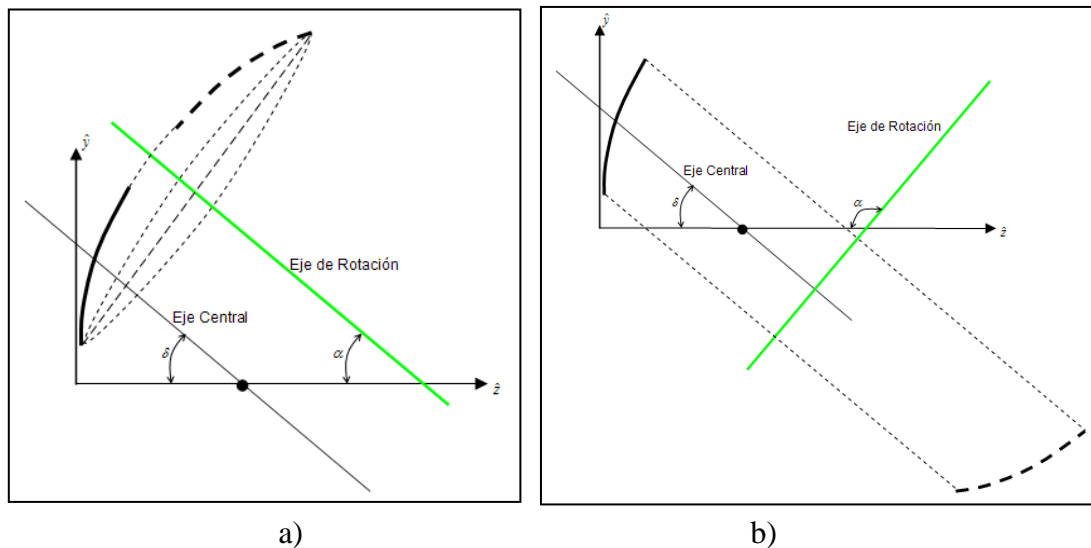 ŷ
Eje de Rotación
Eje Central
δ
α
ẑ
a)
ŷ
Eje de Rotación
Eje Central
δ
α
ẑ
b)